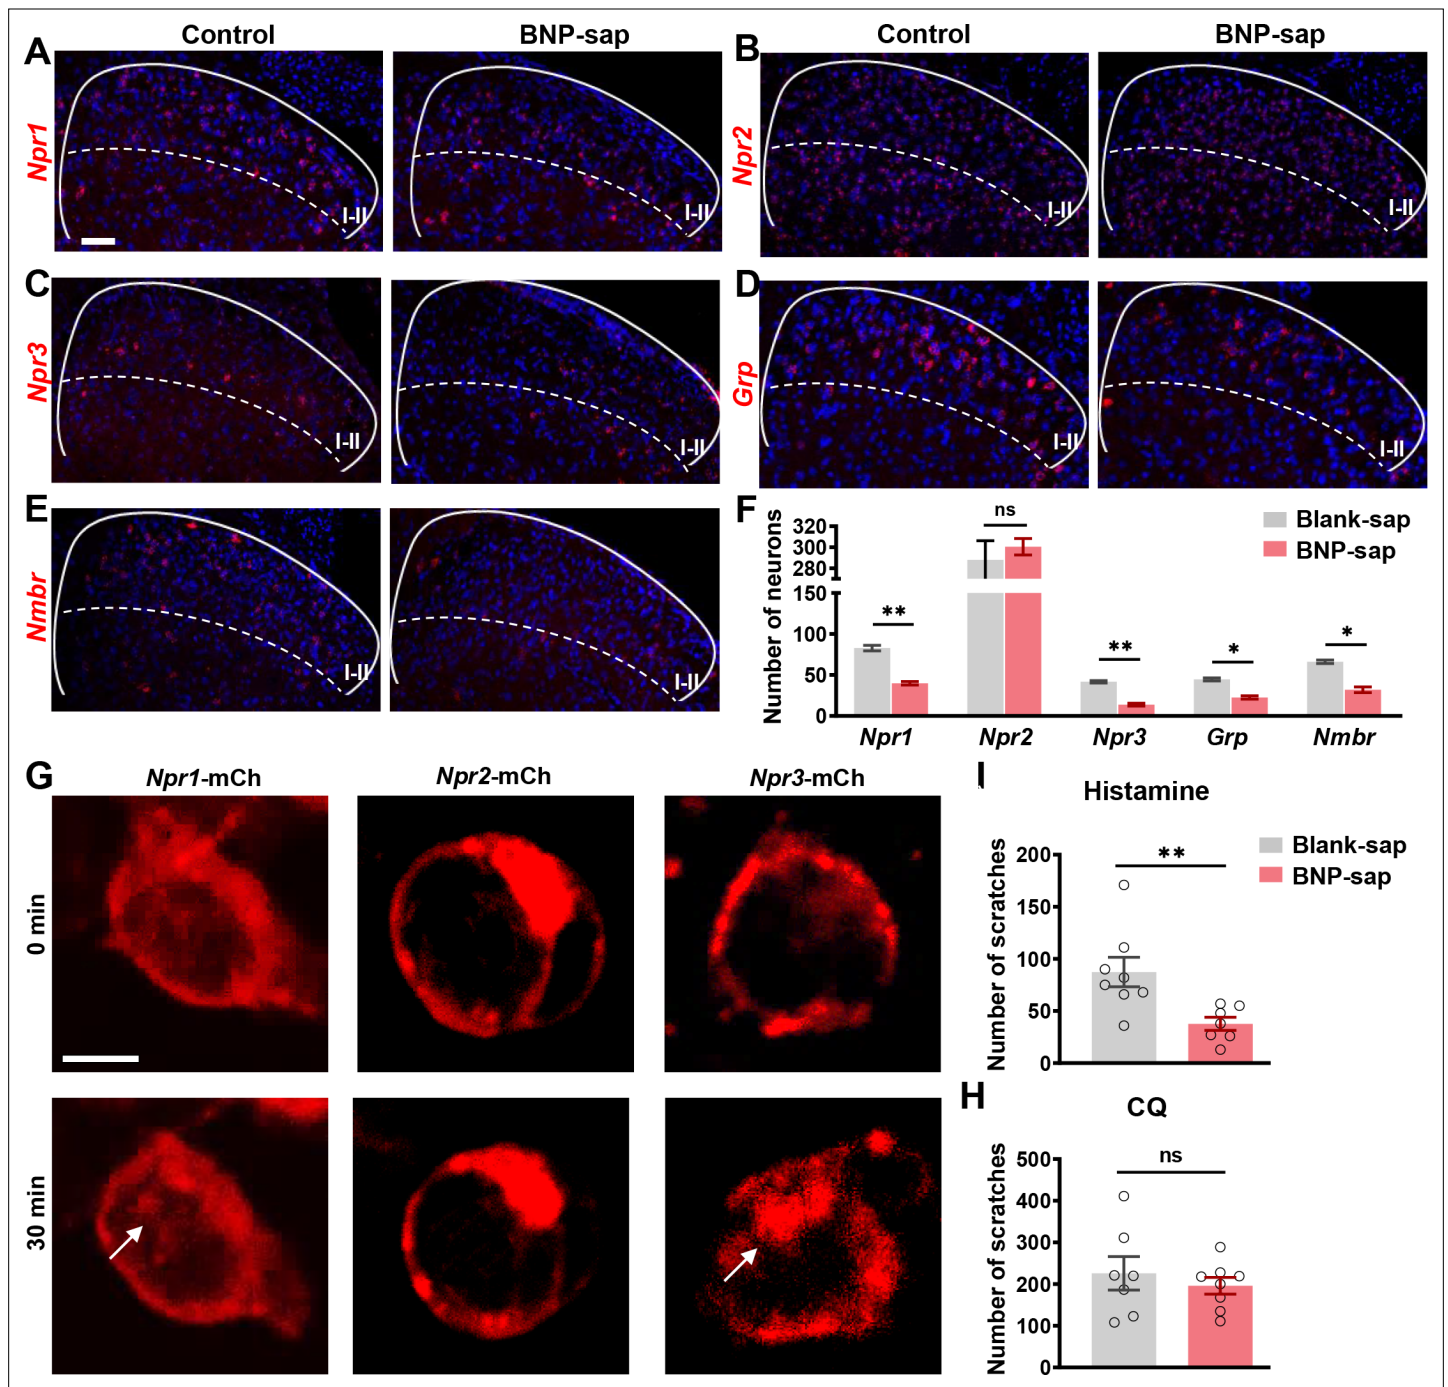 A Control BNP-sap
Npr1
I-II I-II
B Control BNP-sap
Npr2
I-II I-II
C
Npr3
I-II I-II
D
Grp
I-II I-II
E
Nmbr
I-II I-II
F
Number of neurons
320
300
280
150
100
50
0
** ns ** * *
Npr1 Npr2 Npr3 Grp Nmbr
Blank-sap
BNP-sap
G Npr1-mCh Npr2-mCh Npr3-mCh
0 min
30 min
I
Histamine
Blank-sap
BNP-sap
Number of scratches
200
150
100
50
0
**
H
CQ
Number of scratches
500
400
300
200
100
0
ns